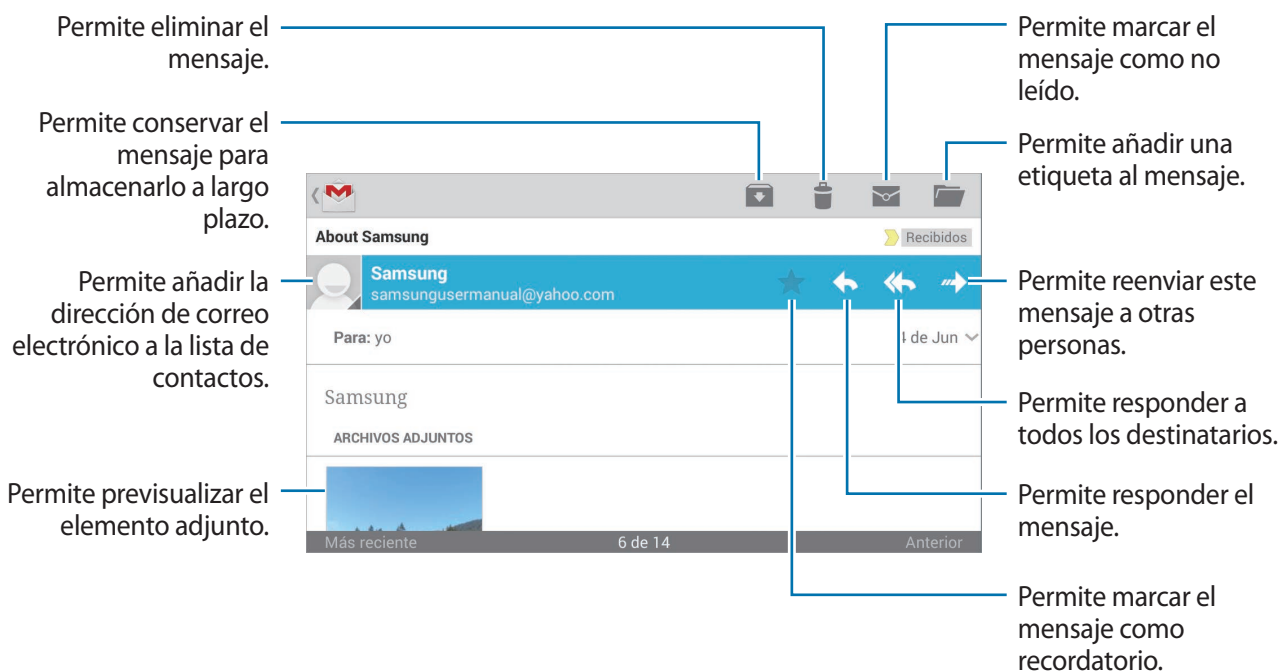 Permite eliminar el
mensaje.
Permite conservar el
mensaje para
almacenarlo a largo
plazo.
Permite añadir la
dirección de correo
electrónico a la lista de
contactos.
Permite previsualizar el
elemento adjunto.
About Samsung
Recibidos
Samsung
samsungusermanual@yahoo.com
Para: yo
4 de Jun
Samsung
ARCHIVOS ADJUNTOS
Más reciente
6 de 14
Anterior
Permite marcar el
mensaje como no
leído.
Permite añadir una
etiqueta al mensaje.
Permite reenviar este
mensaje a otras
personas.
Permite responder a
todos los destinatarios.
Permite responder el
mensaje.
Permite marcar el
mensaje como
recordatorio.